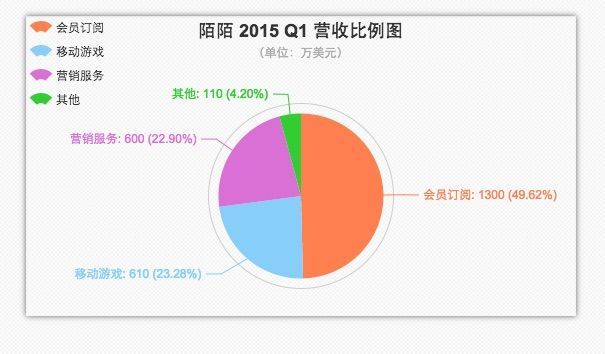 陌陌 2015 Q1 营收比例图
（单位：万美元）
会员订阅
移动游戏
营销服务
其他
其他: 110 (4.20%)
营销服务: 600 (22.90%)
会员订阅: 1300 (49.62%)
移动游戏: 610 (23.28%)